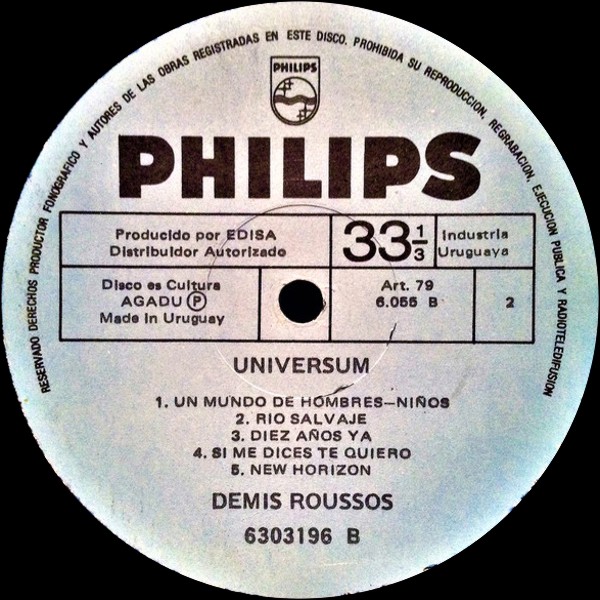 RESERVADO DERECHOS PRODUCTOR FONOGRAFICO Y AUTORES DE LAS OBRAS REGISTRADAS EN ESTE DISCO. PROHIBIDA SU REPRODUCCION, REGRABACION, EJECUCION PUBLICA Y RADIOTELEDIFUSION
PHILIPS
PHILIPS
Producido por EDISA
Distribuidor Autorizado
33 1/3
Industria
Uruguaya
Disco es Cultura
AGADU Ⓟ
Made in Uruguay
Art. 79
6.055 B
2
UNIVERSUM
1. UN MUNDO DE HOMBRES–NIÑOS
2. RIO SALVAJE
3. DIEZ AÑOS YA
4. SI ME DICES TE QUIERO
5. NEW HORIZON
DEMIS ROUSSOS
6303196 B